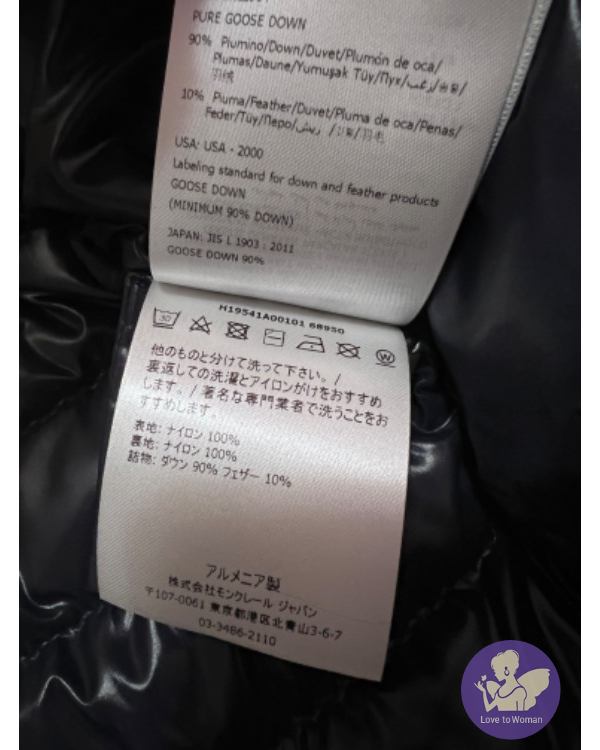 PURE GOOSE DOWN
90% Piumino/Down/Duvet/Plumón de oca/
Plumas/Daune/Yumuşak Tüy/Пух/زغب/
羽绒
10% Piuma/Feather/Duvet/Pluma de oca/Penas/
Feder/Tüy/Перо/ريش/羽毛
USA: USA - 2000
Labeling standard for down and feather products
GOOSE DOWN
(MINIMUM 90% DOWN)
JAPAN: JIS L 1903 : 2011
GOOSE DOWN 90%
H19541A00101 68950
30
W
他のものと分けて洗って下さい。/
裏返しての洗濯とアイロンがけをおすすめ
します。/ 著名な専門業者で洗うことをお
すすめします。
表地: ナイロン 100%
裏地: ナイロン 100%
詰物: ダウン 90% フェザー 10%
アルメニア製
株式会社モンクレール ジャパン
〒107-0061 東京都港区北青山3-6-7
03-3486-2110
Love to Woman